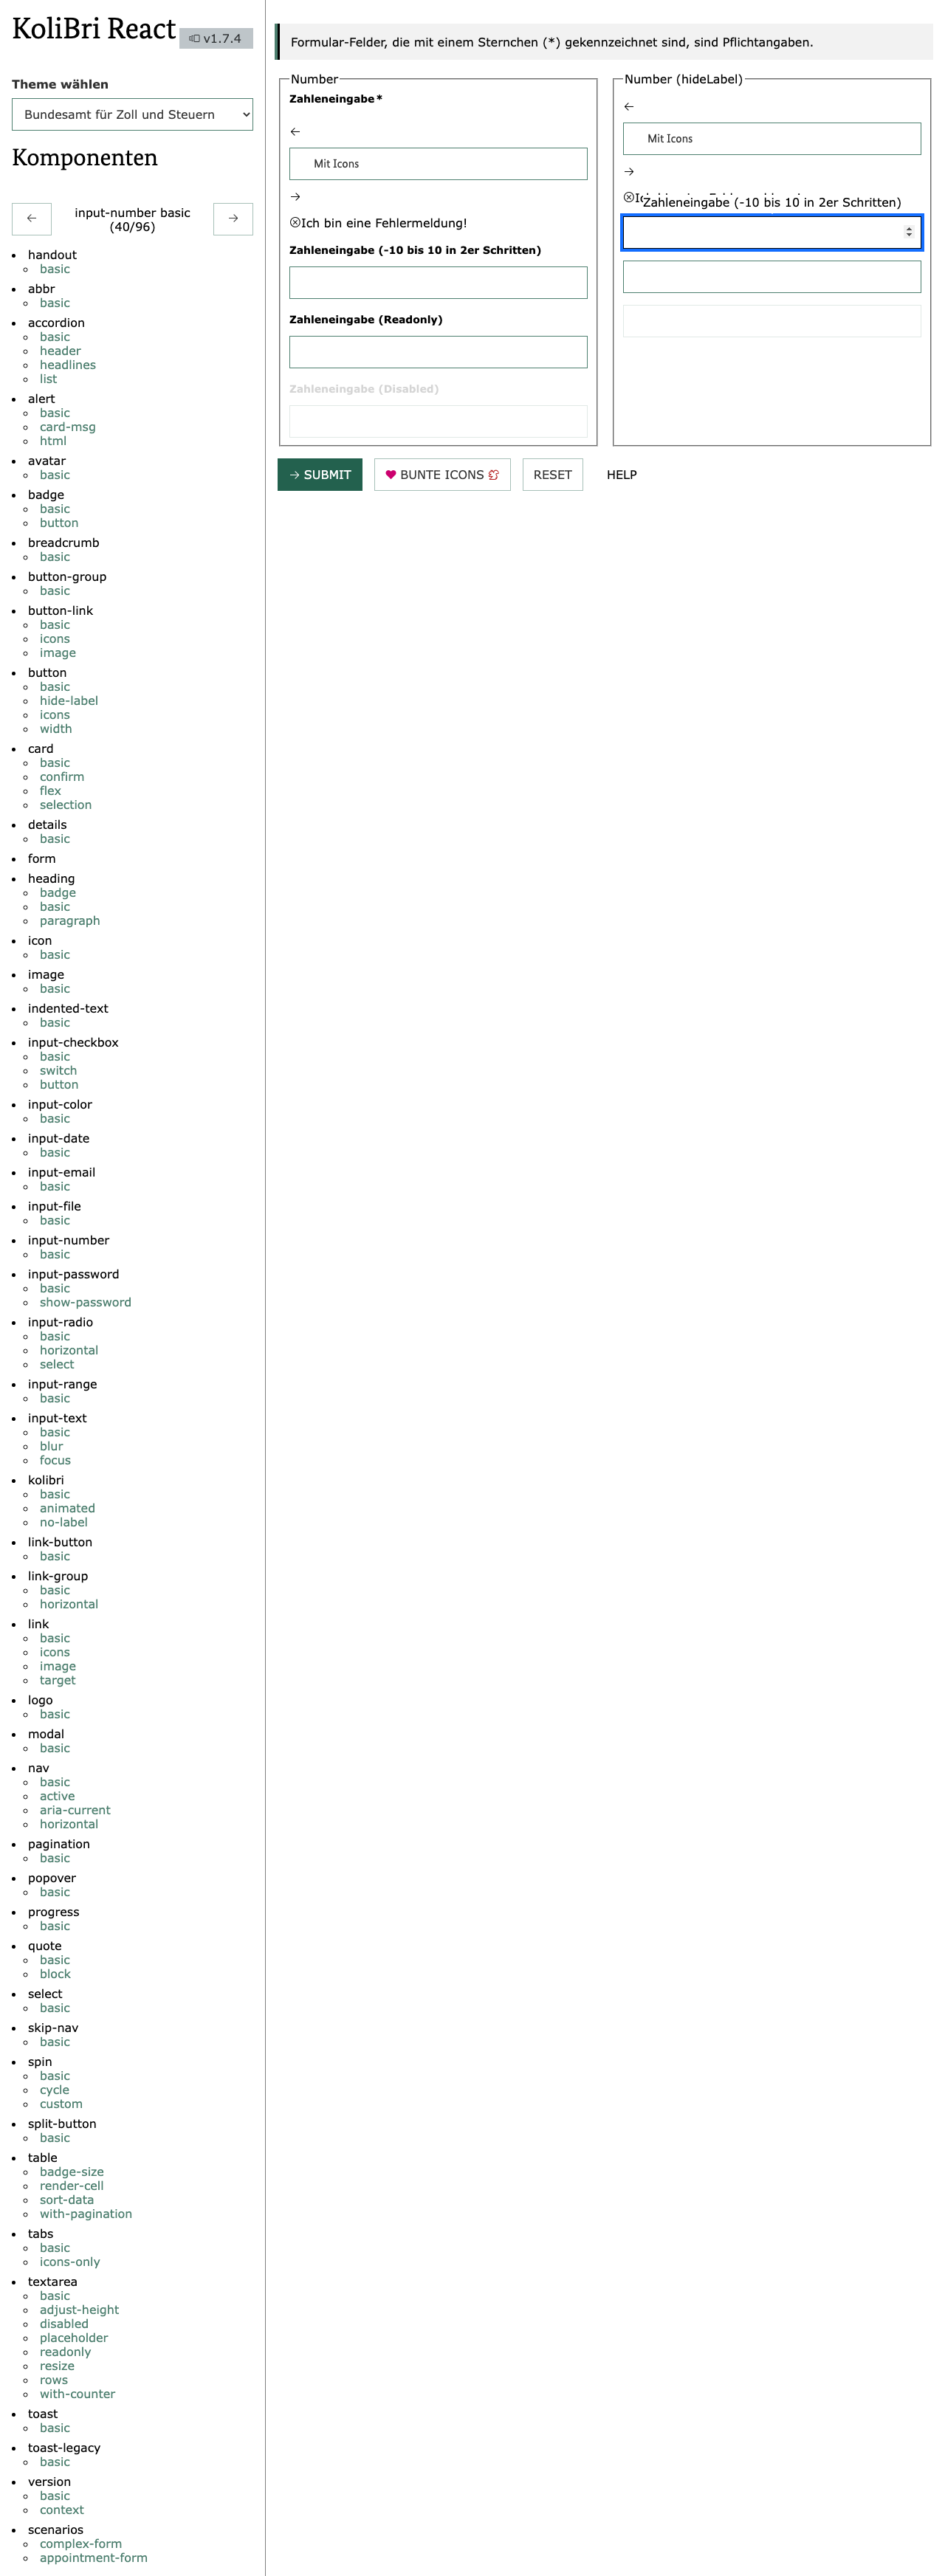 KoliBri React
v1.7.4
Theme wählen
Bundesamt für Zoll und Steuern
Komponenten
←
input-number basic
(40/96)
→
handout
basic
abbr
basic
accordion
basic
header
headlines
list
alert
basic
card-msg
html
avatar
basic
badge
basic
button
breadcrumb
basic
button-group
basic
button-link
basic
icons
image
button
basic
hide-label
icons
width
card
basic
confirm
flex
selection
details
basic
form
heading
badge
basic
paragraph
icon
basic
image
basic
indented-text
basic
input-checkbox
basic
switch
button
input-color
basic
input-date
basic
input-email
basic
input-file
basic
input-number
basic
input-password
basic
show-password
input-radio
basic
horizontal
select
input-range
basic
input-text
basic
blur
focus
kolibri
basic
animated
no-label
link-button
basic
link-group
basic
horizontal
link
basic
icons
image
target
logo
basic
modal
basic
nav
basic
active
aria-current
horizontal
pagination
basic
popover
basic
progress
basic
quote
basic
block
select
basic
skip-nav
basic
spin
basic
cycle
custom
split-button
basic
table
badge-size
render-cell
sort-data
with-pagination
tabs
basic
icons-only
textarea
basic
adjust-height
disabled
placeholder
readonly
resize
rows
with-counter
toast
basic
toast-legacy
basic
version
basic
context
scenarios
complex-form
appointment-form
Formular-Felder, die mit einem Sternchen (*) gekennzeichnet sind, sind Pflichtangaben.
Number
Zahleneingabe*
←
Mit Icons
→
Ich bin eine Fehlermeldung!
Zahleneingabe (-10 bis 10 in 2er Schritten)
Zahleneingabe (Readonly)
Zahleneingabe (Disabled)
Number (hideLabel)
←
Mit Icons
→
Zahleneingabe (-10 bis 10 in 2er Schritten)
→ SUBMIT
BUNTE ICONS
RESET
HELP